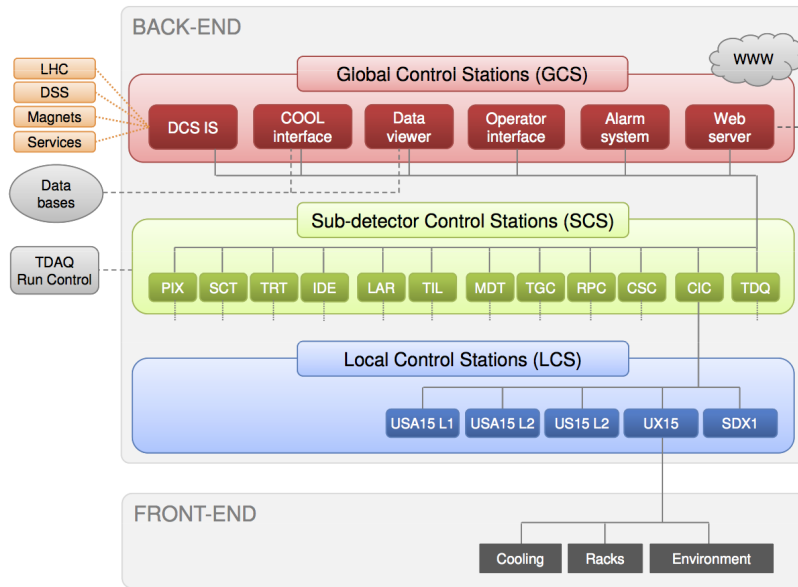 BACK-END
WWW
Global Control Stations (GCS)
LHC
DSS
Magnets
Services
DCS IS
COOL
interface
Data
viewer
Operator
interface
Alarm
system
Web
server
Data
bases
Sub-detector Control Stations (SCS)
TDAQ
Run Control
PIX
SCT
TRT
IDE
LAR
TIL
MDT
TGC
RPC
CSC
CIC
TDQ
Local Control Stations (LCS)
USA15 L1
USA15 L2
US15 L2
UX15
SDX1
FRONT-END
Cooling
Racks
Environment